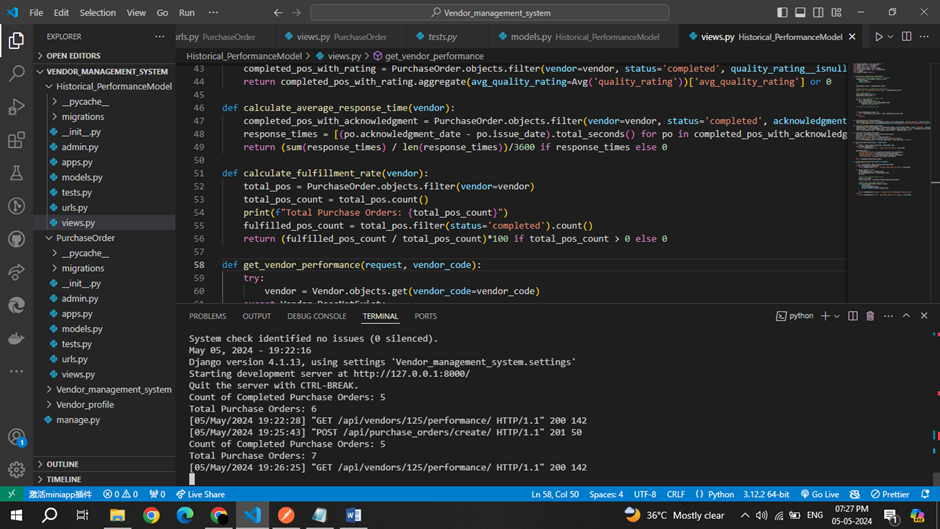 File Edit Selection View Go Run ··· Vendor_management_system
EXPLORER ···
OPEN EDITORS
VENDOR_MANAGEMENT_SYSTEM
Historical_PerformanceModel
__pycache__
migrations
__init__.py
admin.py
apps.py
models.py
tests.py
urls.py
views.py
PurchaseOrder
__pycache__
migrations
__init__.py
admin.py
apps.py
models.py
tests.py
urls.py
views.py
Vendor_management_system
Vendor_profile
manage.py
OUTLINE
TIMELINE
urls.py PurchaseOrder views.py PurchaseOrder tests.py models.py Historical_PerformanceModel views.py Historical_PerformanceModel
Historical_PerformanceModel > views.py > get_vendor_performance
43 completed_pos_with_rating = PurchaseOrder.objects.filter(vendor=vendor, status='completed', quality_rating__isnull
44 return completed_pos_with_rating.aggregate(avg_quality_rating=Avg('quality_rating'))['avg_quality_rating'] or 0
45
46 def calculate_average_response_time(vendor):
47 completed_pos_with_acknowledgment = PurchaseOrder.objects.filter(vendor=vendor, status='completed', acknowledgment
48 response_times = [(po.acknowledgment_date - po.issue_date).total_seconds() for po in completed_pos_with_acknowledg
49 return (sum(response_times) / len(response_times))/3600 if response_times else 0
50
51 def calculate_fulfillment_rate(vendor):
52 total_pos = PurchaseOrder.objects.filter(vendor=vendor)
53 total_pos_count = total_pos.count()
54 print(f"Total Purchase Orders: {total_pos_count}")
55 fulfilled_pos_count = total_pos.filter(status='completed').count()
56 return (fulfilled_pos_count / total_pos_count)*100 if total_pos_count > 0 else 0
57
58 def get_vendor_performance(request, vendor_code):
59 try:
60 vendor = Vendor.objects.get(vendor_code=vendor_code)
61 except Vendor.DoesNotExist:
PROBLEMS OUTPUT DEBUG CONSOLE TERMINAL PORTS python
System check identified no issues (0 silenced).
May 05, 2024 - 19:22:16
Django version 4.1.13, using settings 'Vendor_management_system.settings'
Starting development server at http://127.0.0.1:8000/
Quit the server with CTRL-BREAK.
Count of Completed Purchase Orders: 5
Total Purchase Orders: 6
[05/May/2024 19:22:28] "GET /api/vendors/125/performance/ HTTP/1.1" 200 142
[05/May/2024 19:25:43] "POST /api/purchase_orders/create/ HTTP/1.1" 201 50
Count of Completed Purchase Orders: 5
Total Purchase Orders: 7
[05/May/2024 19:26:25] "GET /api/vendors/125/performance/ HTTP/1.1" 200 142
1
激活miniapp插件 0 0 0 Live Share Ln 58, Col 50 Spaces: 4 UTF-8 CRLF Python 3.12.2 64-bit Go Live Prettier
36°C Mostly clear ENG 07:27 PM
05-05-2024
1